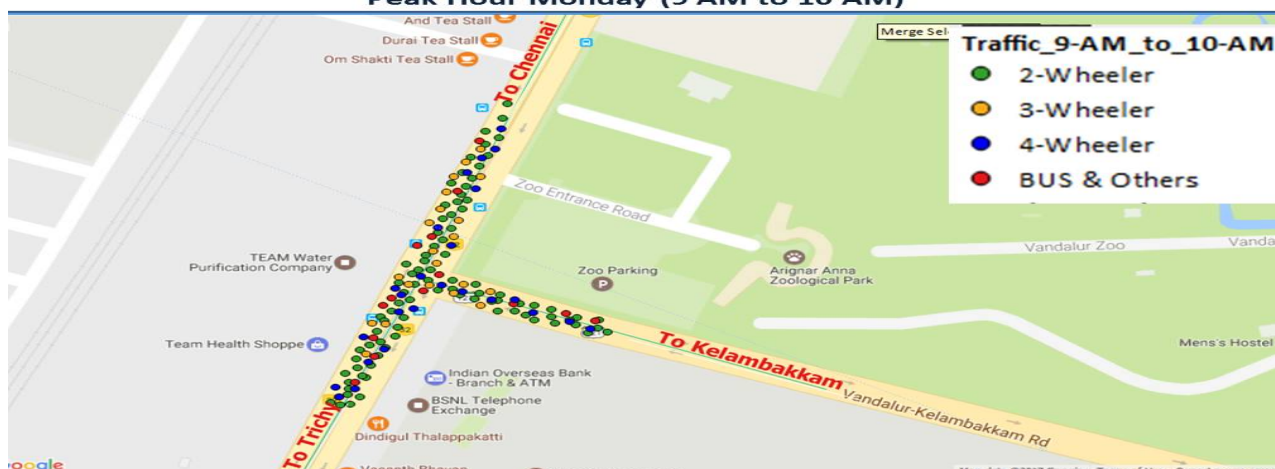 Peak Hour Monday (9 AM to 10 AM)
And Tea Stall
Durai Tea Stall
Om Shakti Tea Stall
To Chennai
Merge Sel
Traffic_9-AM_to_10-AM
2-Wheeler
3-Wheeler
4-Wheeler
BUS & Others
Zoo Entrance Road
TEAM Water
Purification Company
Zoo Parking
P
Arignar Anna
Zoological Park
Vandalur Zoo
Vanda
Team Health Shoppe
To Kelambakkam
Mens's Hostel
Indian Overseas Bank
- Branch & ATM
BSNL Telephone
Exchange
Vandalur-Kelambakkam Rd
To Trichy
Dindigul Thalappakatti
oogle